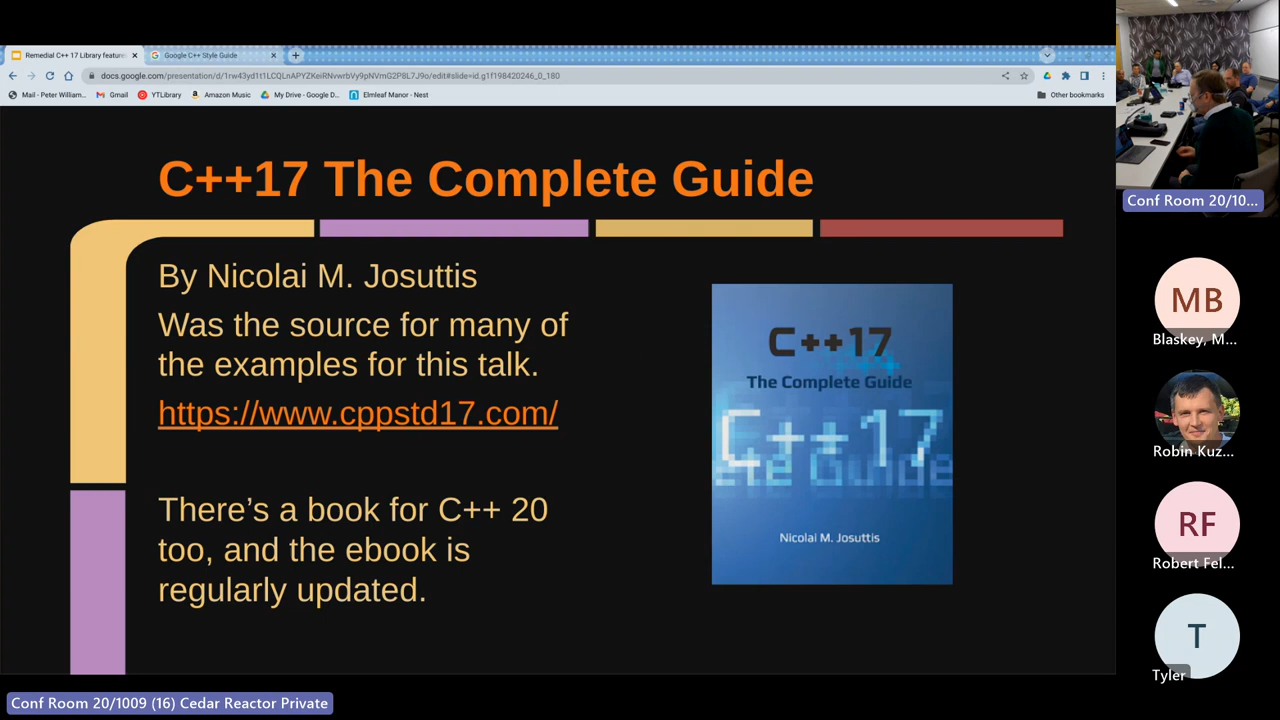 Remedial C++ 17 Library feature
Google C++ Style Guide
docs.google.com/presentation/d/1rw43yd1t1LCQLnAPYZKeiRNvwrbVy9pNVmG2P8L7J9o/edit#slide=id.g1f198420246_0_180
Mail - Peter William...
Gmail
YTLibrary
Amazon Music
My Drive - Google D...
Elmleaf Manor - Nest
Other bookmarks
C++17 The Complete Guide
By Nicolai M. Josuttis
Was the source for many of
the examples for this talk.
https://www.cppstd17.com/
There's a book for C++ 20
too, and the ebook is
regularly updated.
C++17
The Complete Guide
C++17
ete Guide
Nicolai M. Josuttis
Conf Room 20/10...
MB
Blaskey, M...
Robin Kuz...
RF
Robert Fel...
T
Tyler
Conf Room 20/1009 (16) Cedar Reactor Private